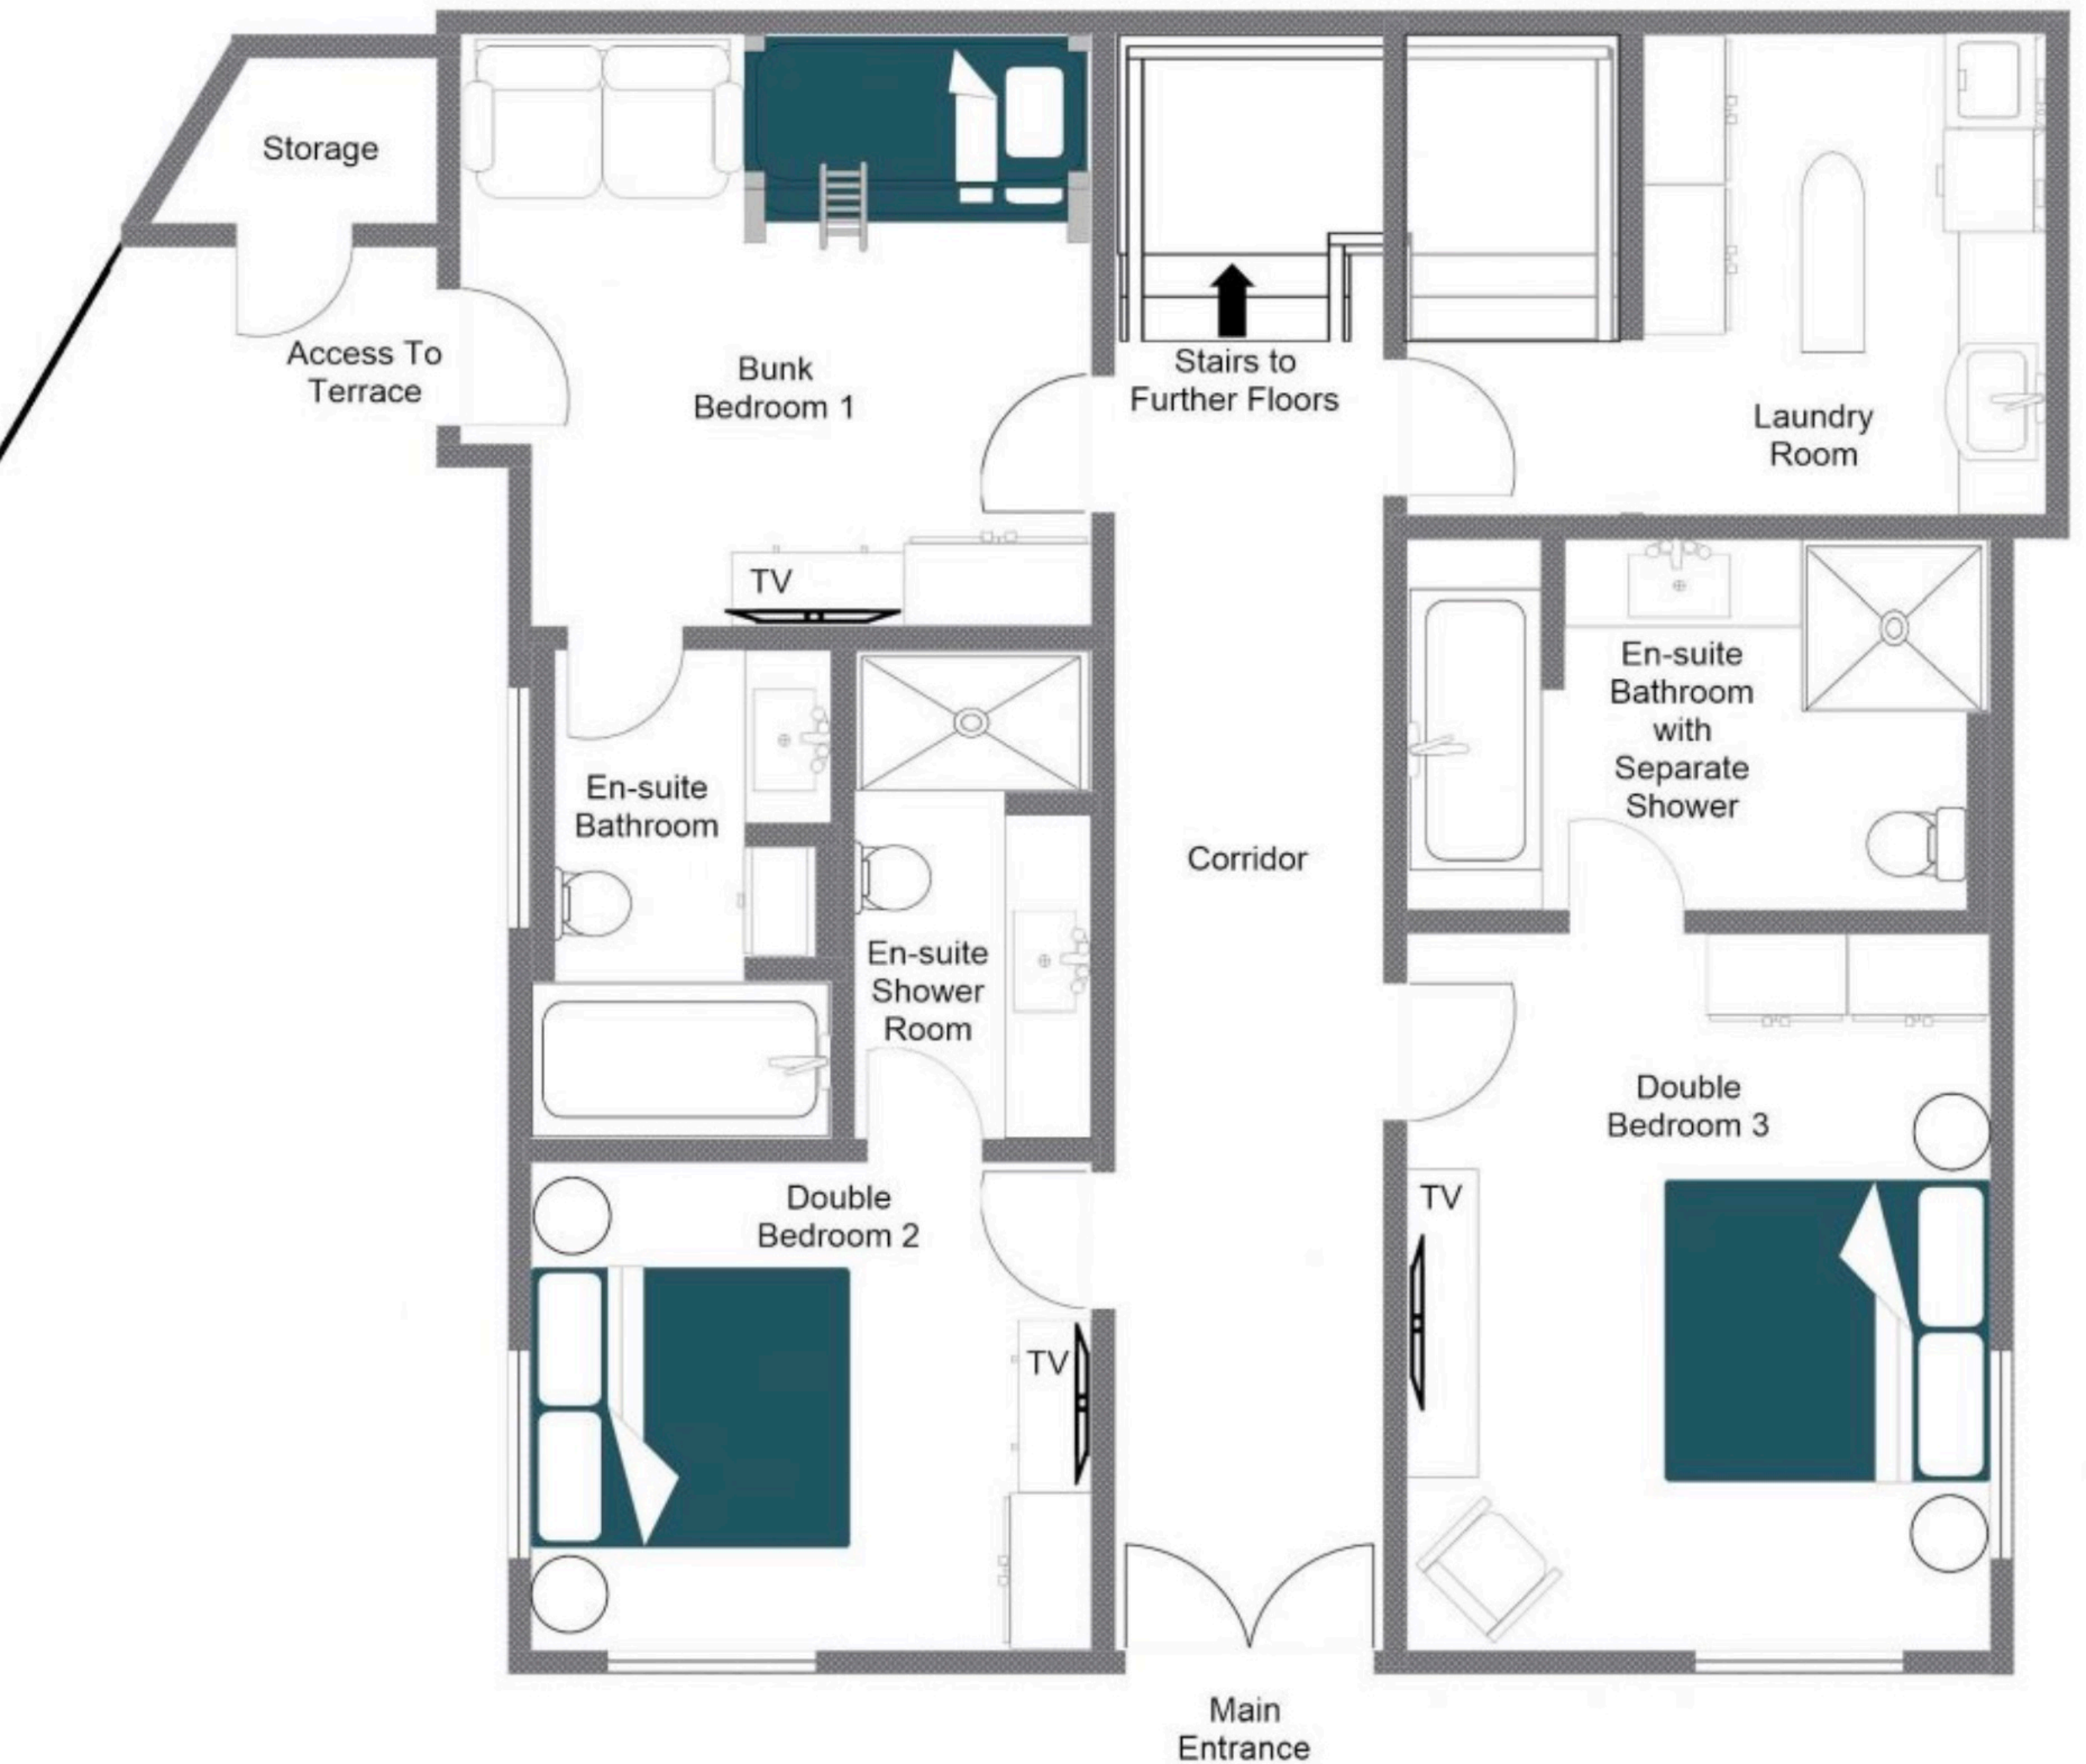 Storage
Access To
Terrace
Bunk
Bedroom 1
Stairs to
Further Floors
Laundry
Room
TV
En-suite
Bathroom
En-suite
Shower
Room
Corridor
En-suite
Bathroom
with
Separate
Shower
Double
Bedroom 2
TV
Double
Bedroom 3
TV
Main
Entrance